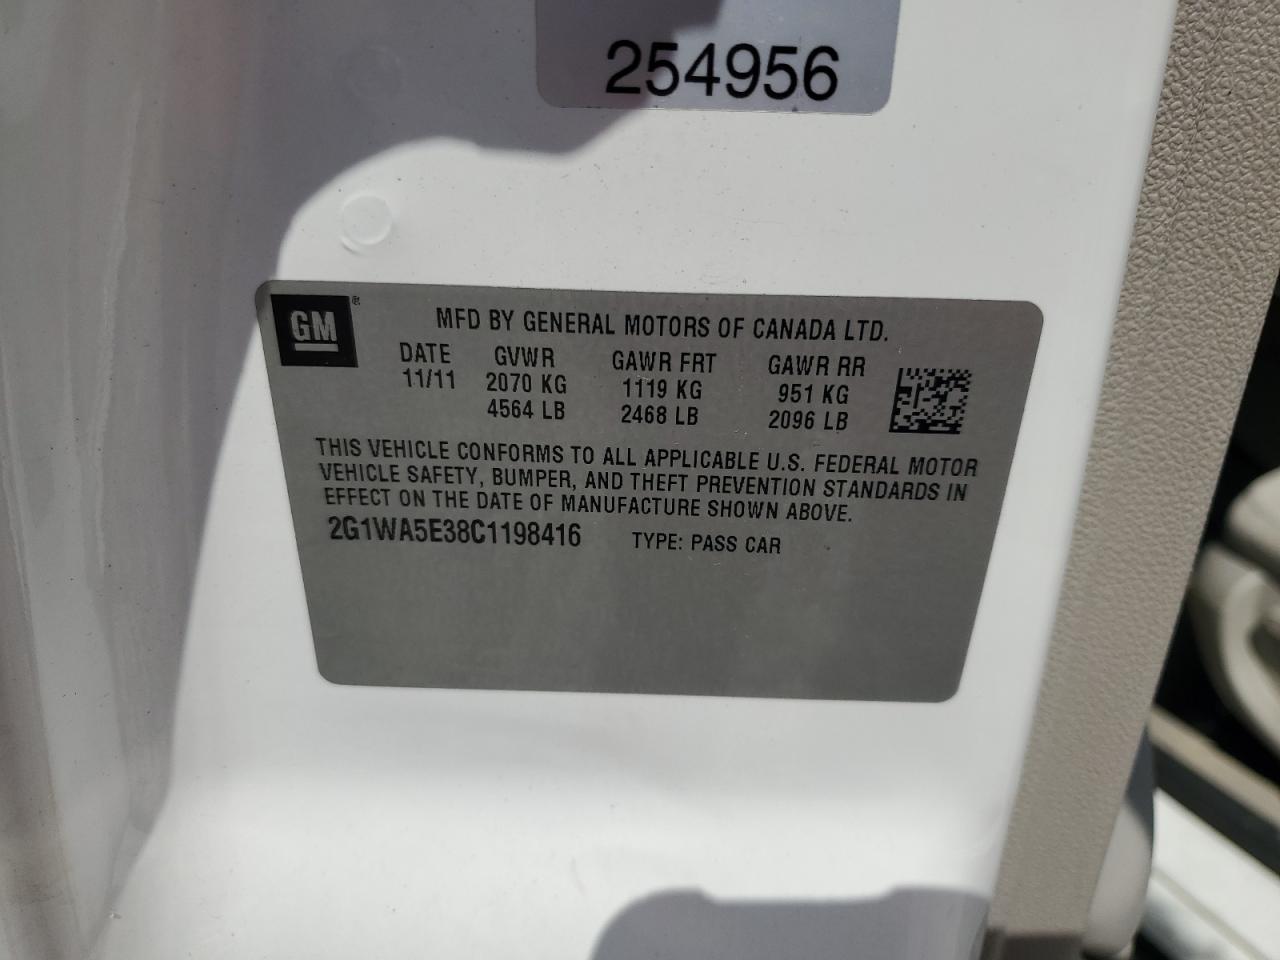 254956
GM ®
MFD BY GENERAL MOTORS OF CANADA LTD.
DATE GVWR GAWR FRT GAWR RR
11/11 2070 KG 1119 KG 951 KG
4564 LB 2468 LB 2096 LB
THIS VEHICLE CONFORMS TO ALL APPLICABLE U.S. FEDERAL MOTOR
VEHICLE SAFETY, BUMPER, AND THEFT PREVENTION STANDARDS IN
EFFECT ON THE DATE OF MANUFACTURE SHOWN ABOVE.
2G1WA5E38C1198416 TYPE: PASS CAR